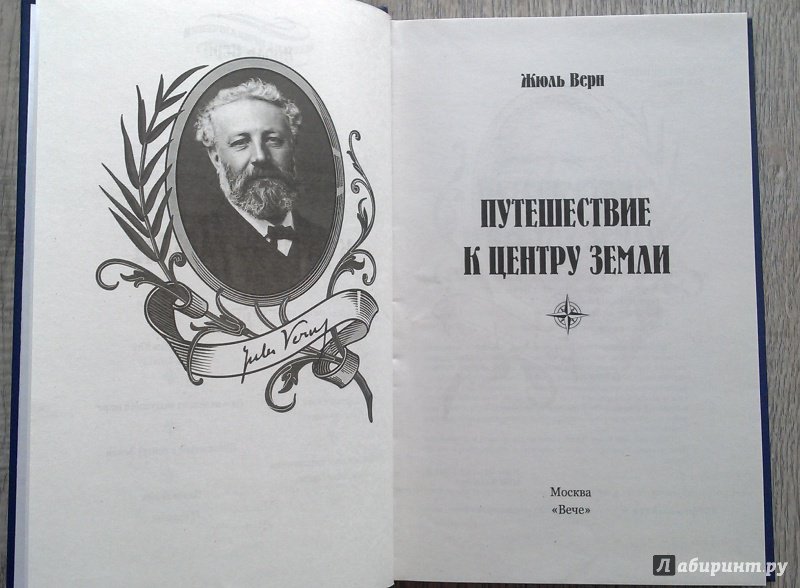 Jules Verne
Жюль Верн
ПУТЕШЕСТВИЕ
К ЦЕНТРУ ЗЕМЛИ
Москва
«Вече»
Лабиринт.ру